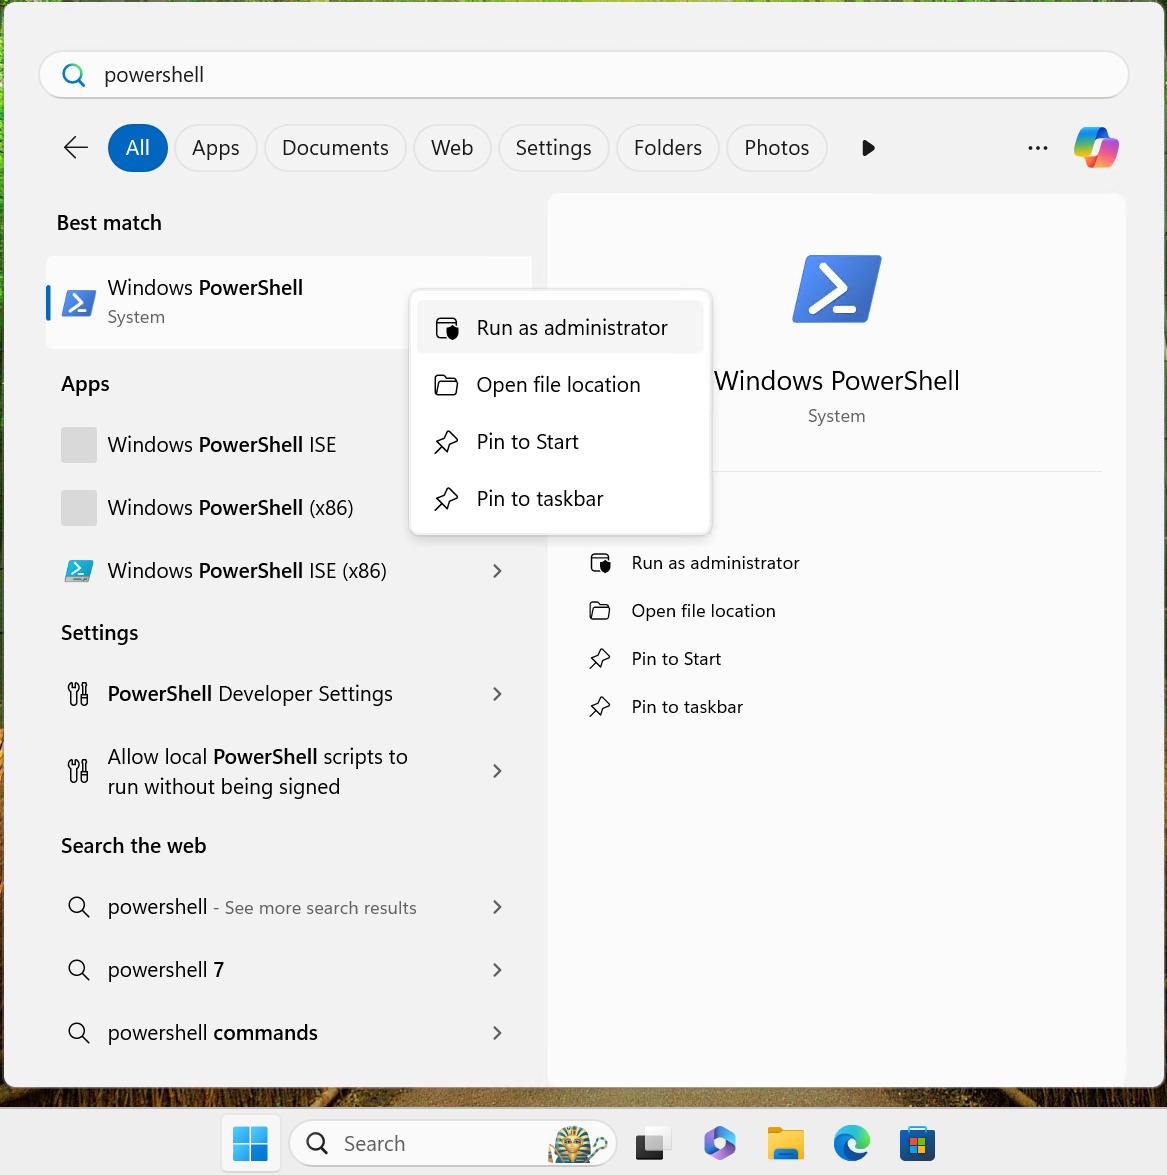 powershell
All
Apps
Documents
Web
Settings
Folders
Photos
Best match
Windows PowerShell
System
Run as administrator
Open file location
Pin to Start
Pin to taskbar
Apps
Windows PowerShell ISE
Windows PowerShell (x86)
Windows PowerShell ISE (x86)
Settings
PowerShell Developer Settings
Allow local PowerShell scripts to
run without being signed
Search the web
powershell - See more search results
powershell 7
powershell commands
Windows PowerShell
System
Run as administrator
Open file location
Pin to Start
Pin to taskbar
Search